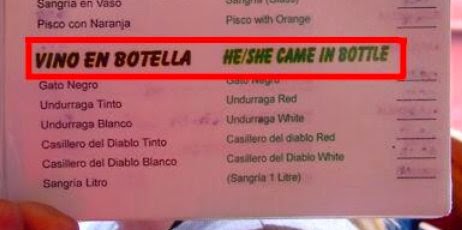 Sangria en Vaso Sangria (Glass)
Pisco con Naranja Pisco with Orange
VINO EN BOTELLA HE/SHE CAME IN BOTTLE
Gato Negro Gato Negro
Undurraga Tinto Undurraga Red
Undurraga Blanco Undurraga White
Casillero del Diablo Tinto Casillero del diablo Red
Casillero del Diablo Blanco Casillero del Diablo White
Sangría Litro (Sangria 1 Litre)